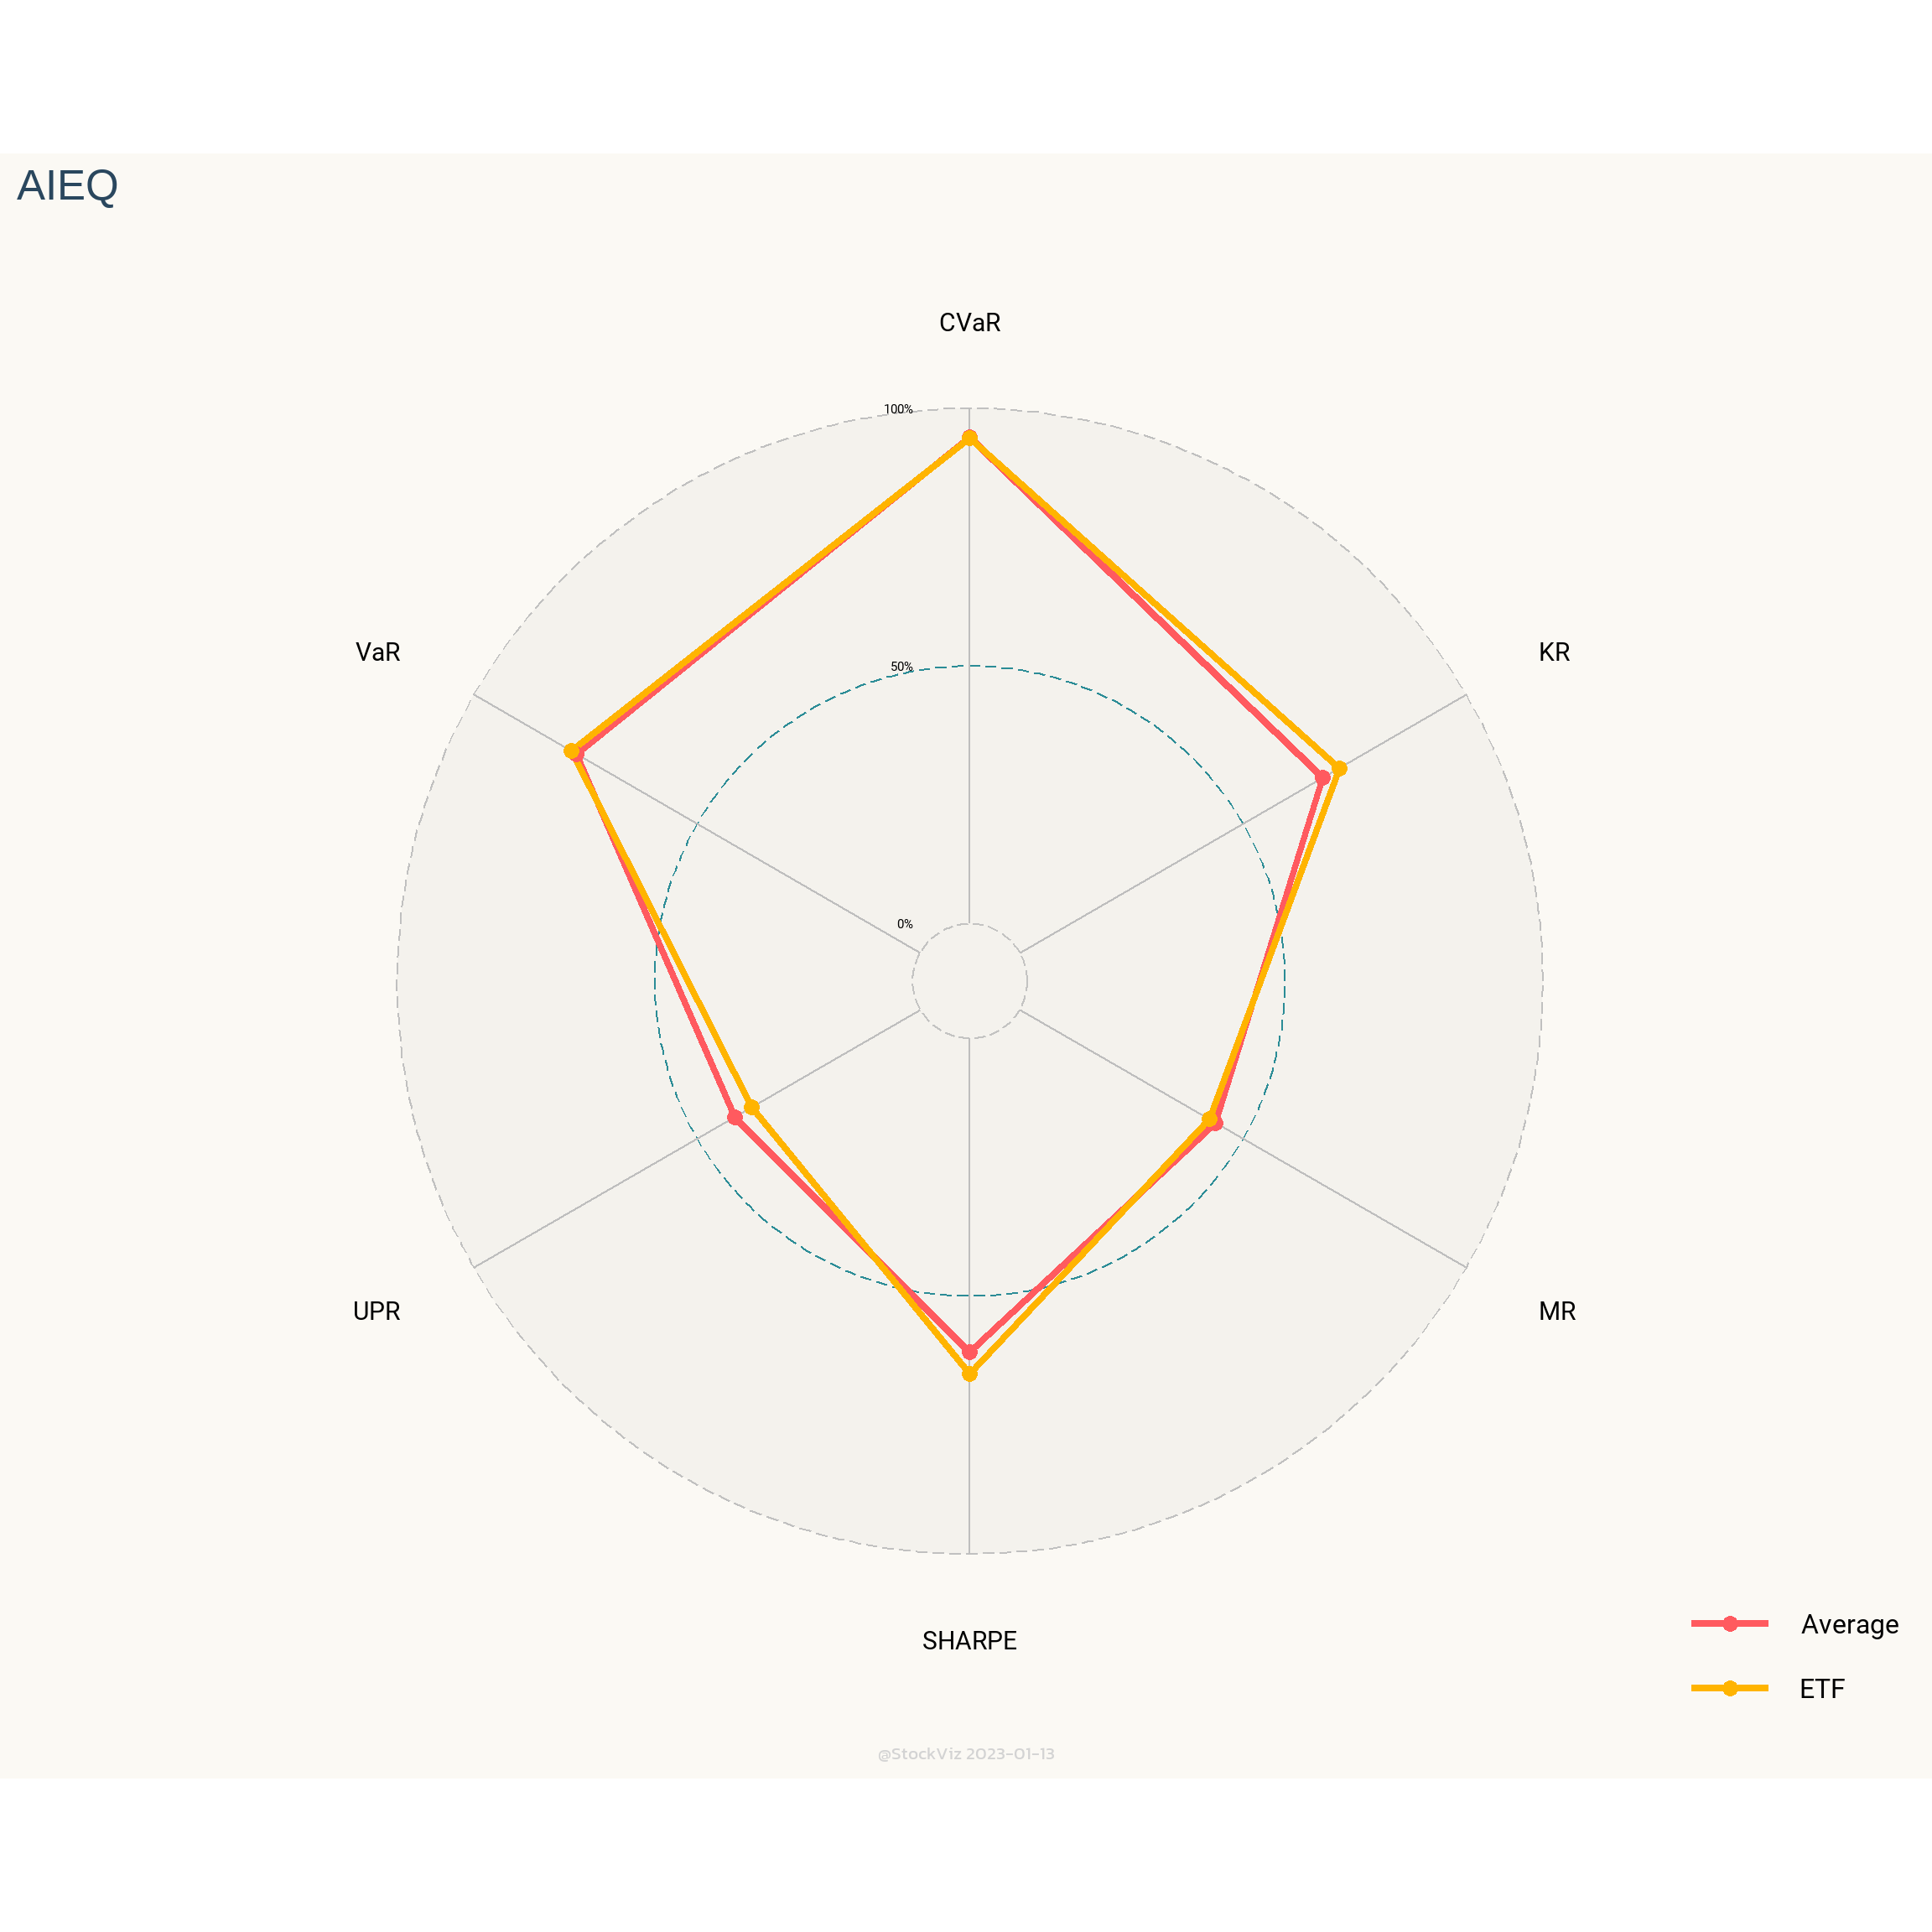 AIEQ
CVaR
100%
VaR
KR
50%
0%
UPR
MR
SHARPE
Average
ETF
@StockViz 2023-01-13